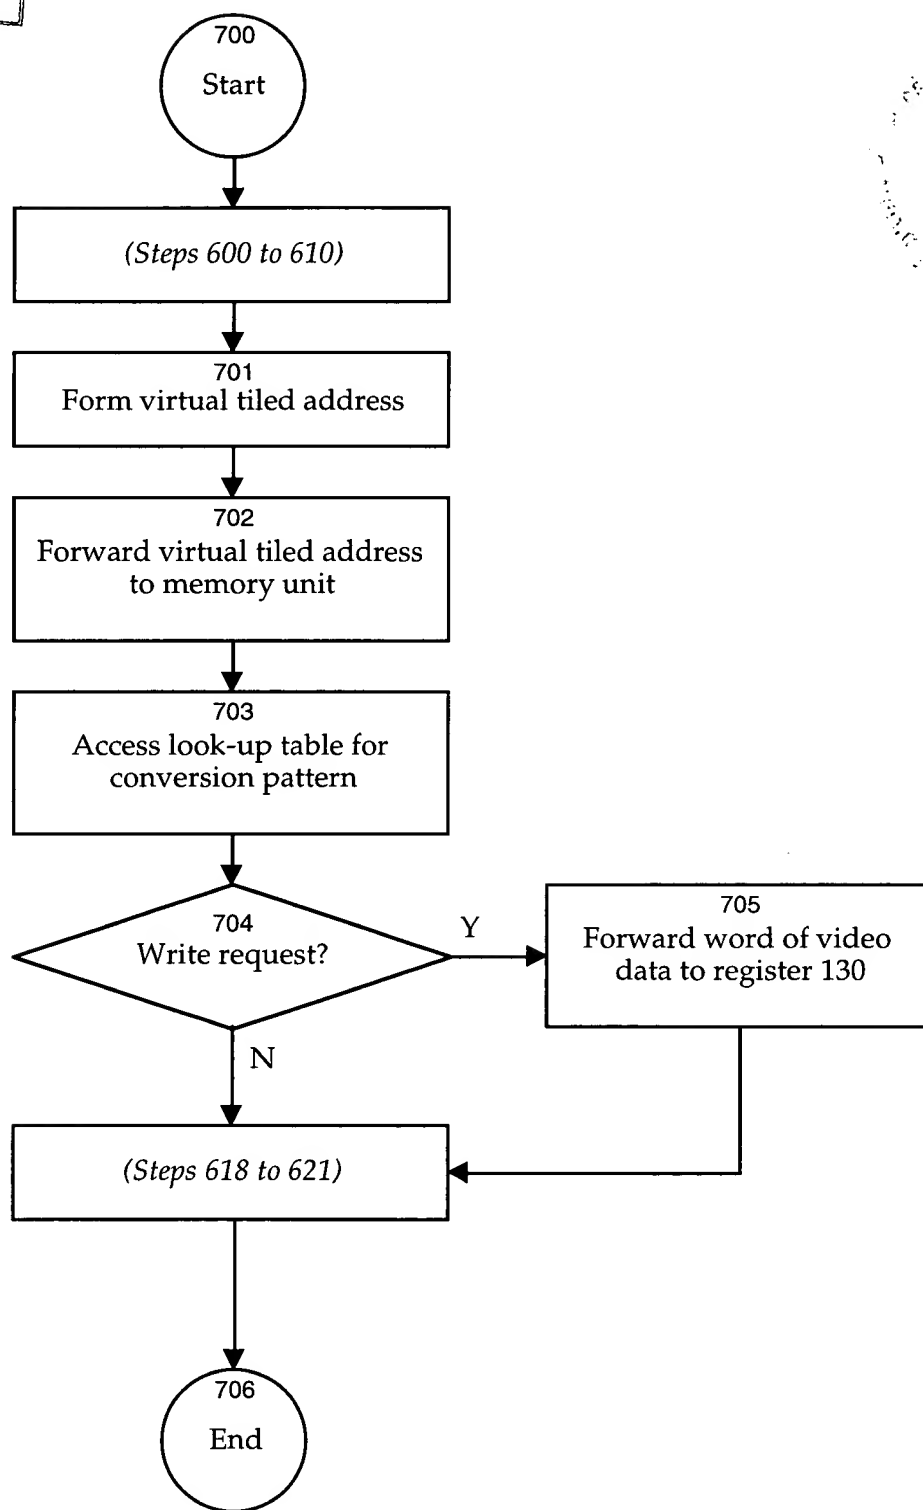 700
Start
(Steps 600 to 610)
701
Form virtual tiled address
702
Forward virtual tiled address
to memory unit
703
Access look-up table for
conversion pattern
704
Write request?
Y
705
Forward word of video
data to register 130
N
(Steps 618 to 621)
706
End